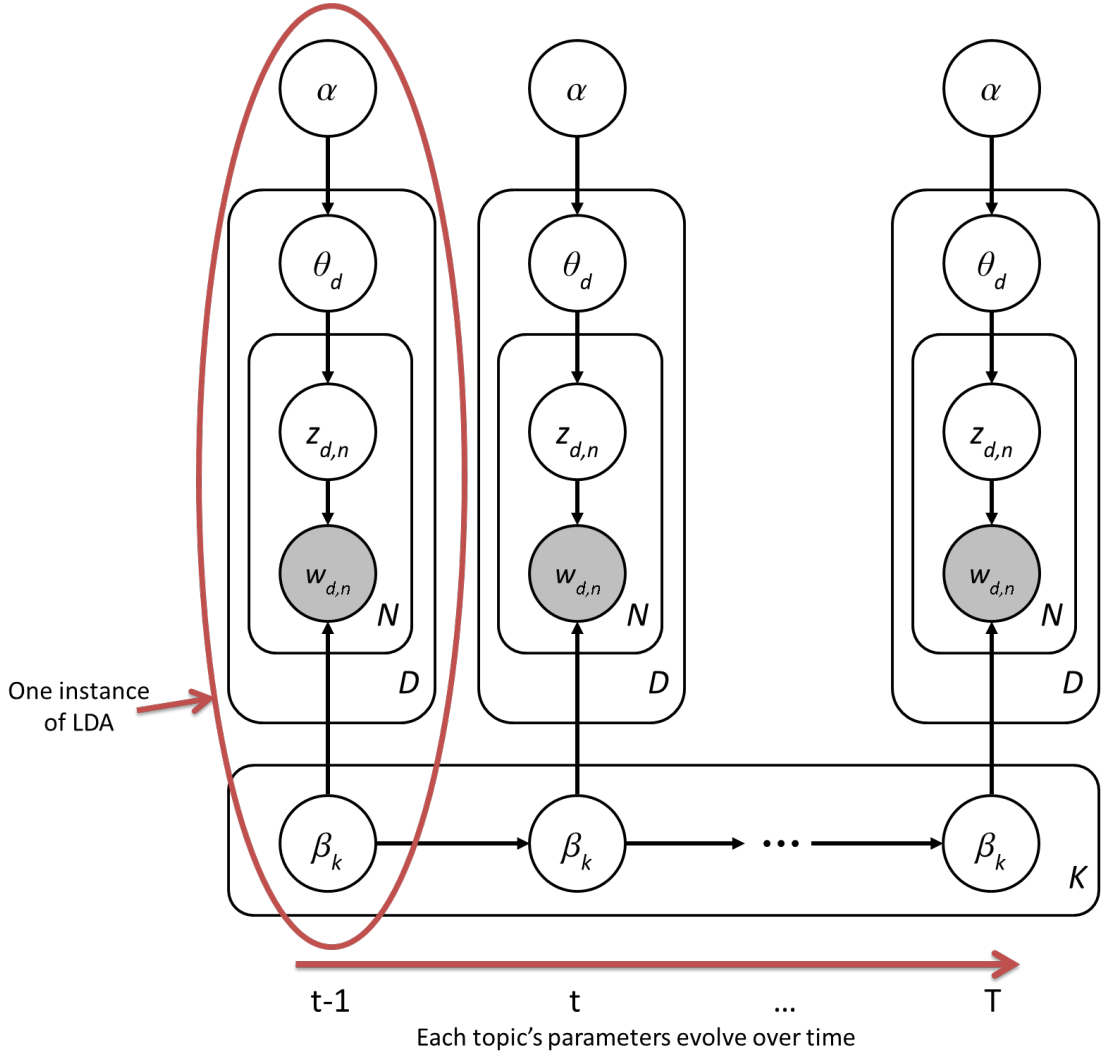 α α α
θd θd θd
zd,n zd,n zd,n
wd,n wd,n wd,n
N N N
D D D
One instance
of LDA
βk βk ... βk
K
t-1 t ... T
Each topic's parameters evolve over time